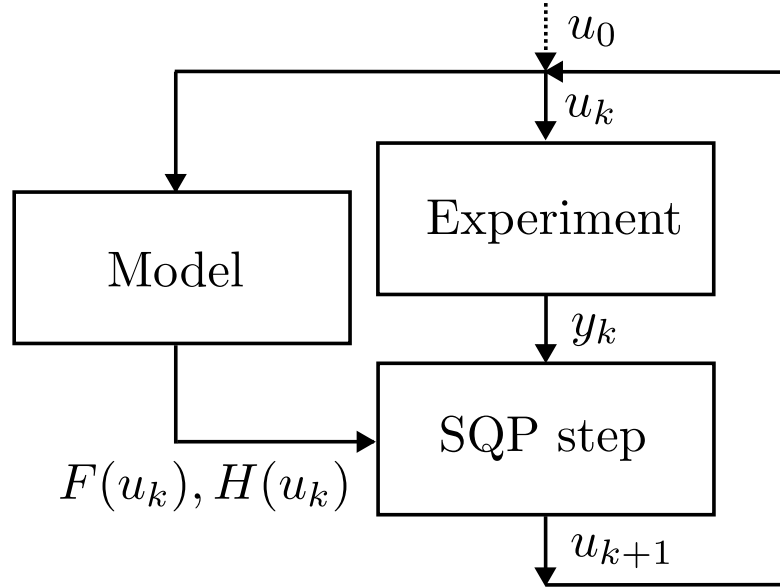 u_0
u_k
Experiment
Model
y_k
SQP step
F(u_k), H(u_k)
u_{k+1}